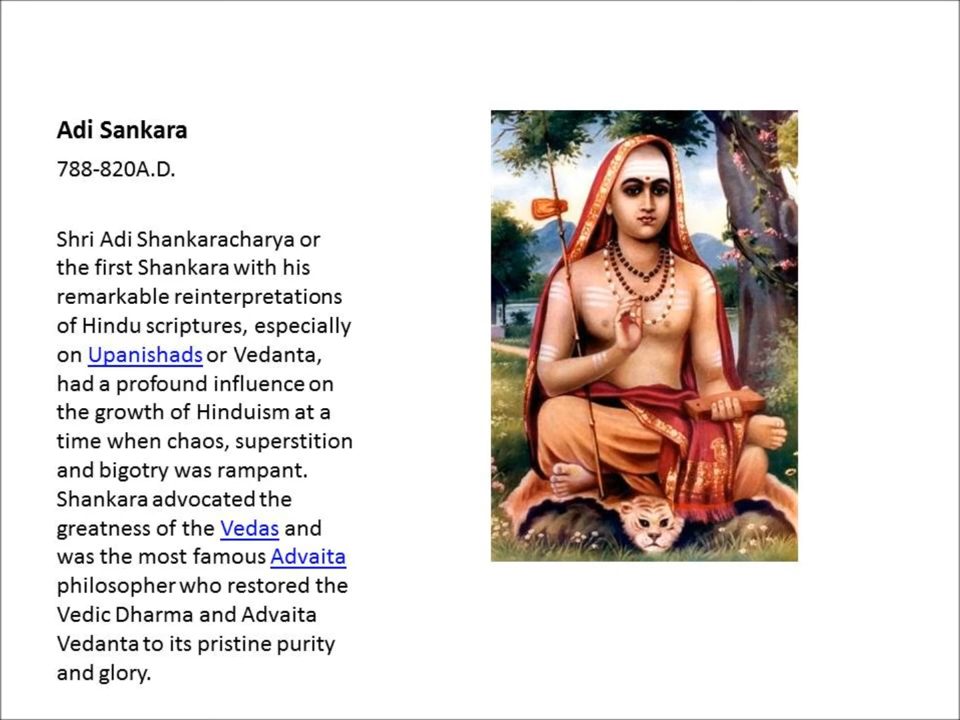 Adi Sankara
788-820A.D.
Shri Adi Shankaracharya or
the first Shankara with his
remarkable reinterpretations
of Hindu scriptures, especially
on Upanishads or Vedanta,
had a profound influence on
the growth of Hinduism at a
time when chaos, superstition
and bigotry was rampant.
Shankara advocated the
greatness of the Vedas and
was the most famous Advaita
philosopher who restored the
Vedic Dharma and Advaita
Vedanta to its pristine purity
and glory.